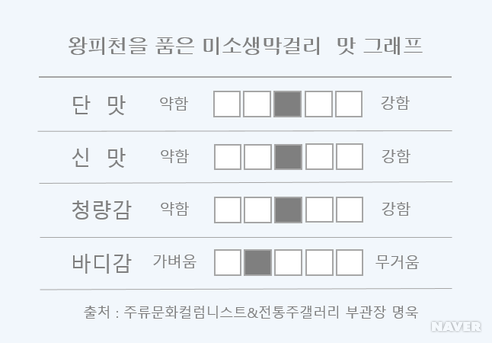 왕피천을 품은 미소생막걸리 맛 그래프
단 맛 약함 강함
신 맛 약함 강함
청량감 약함 강함
바디감 가벼움 무거움
출처 : 주류문화컬럼니스트&전통주갤러리 부관장 명욱
NAVER